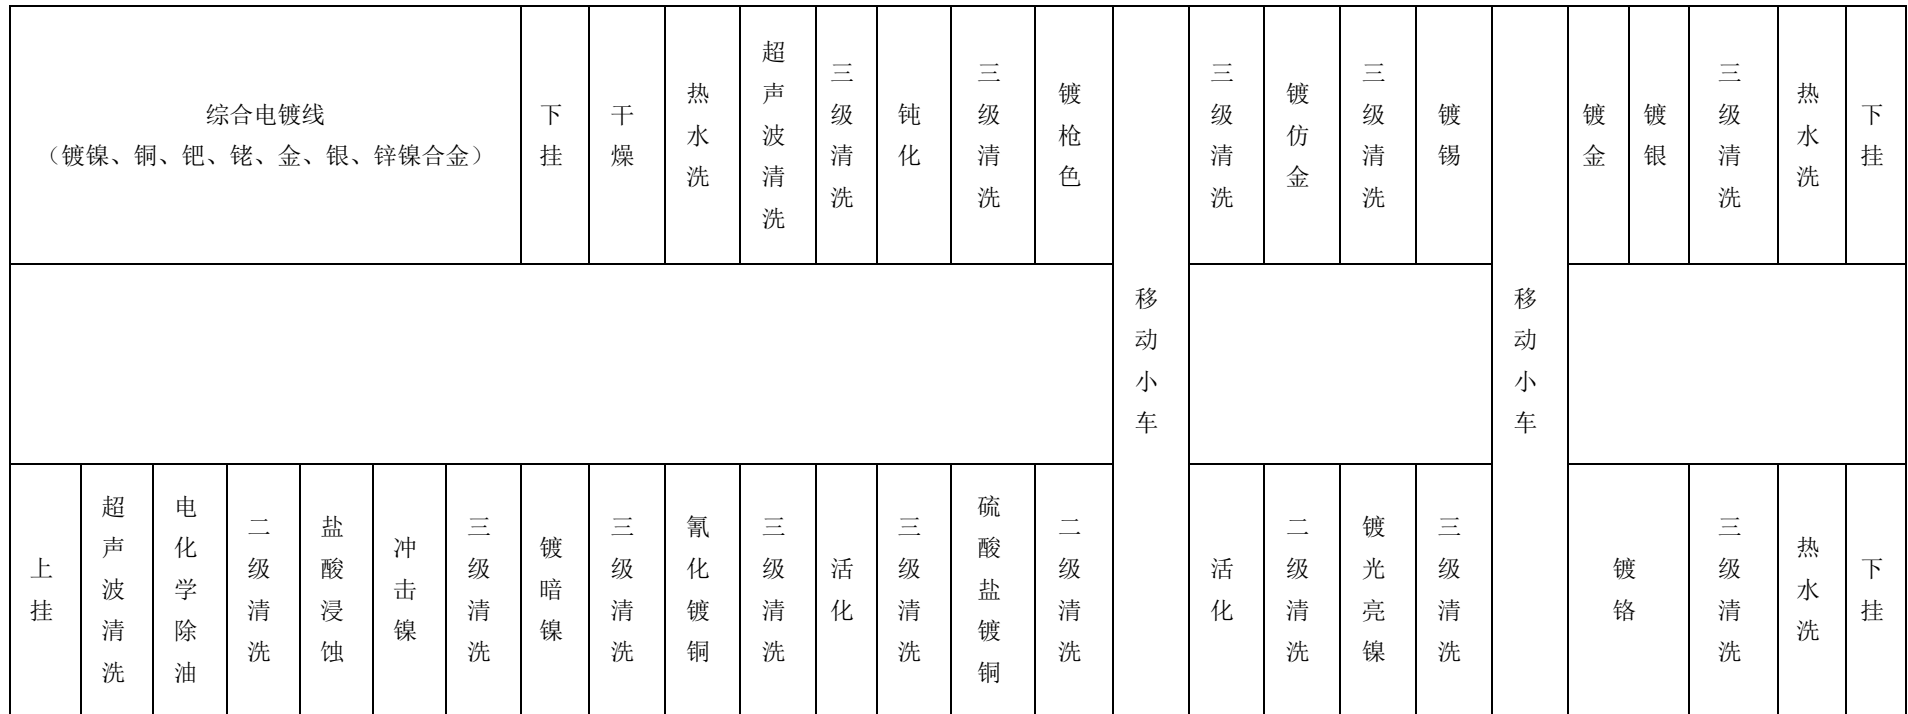 综合电镀线
（镀镍、铜、钯、铑、金、银、锌镍合金）
下挂
干燥
热水洗
超声波清洗
三级清洗
钝化
三级清洗
镀枪色
移动小车
三级清洗
镀仿金
三级清洗
镀锡
移动小车
镀金
镀银
三级清洗
热水洗
下挂
上挂
超声波清洗
电化学除油
二级清洗
盐酸浸蚀
冲击镍
三级清洗
镀暗镍
三级清洗
氰化镀铜
三级清洗
活化
三级清洗
硫酸盐镀铜
二级清洗
活化
二级清洗
镀光亮镍
三级清洗
镀铬
三级清洗
热水洗
下挂